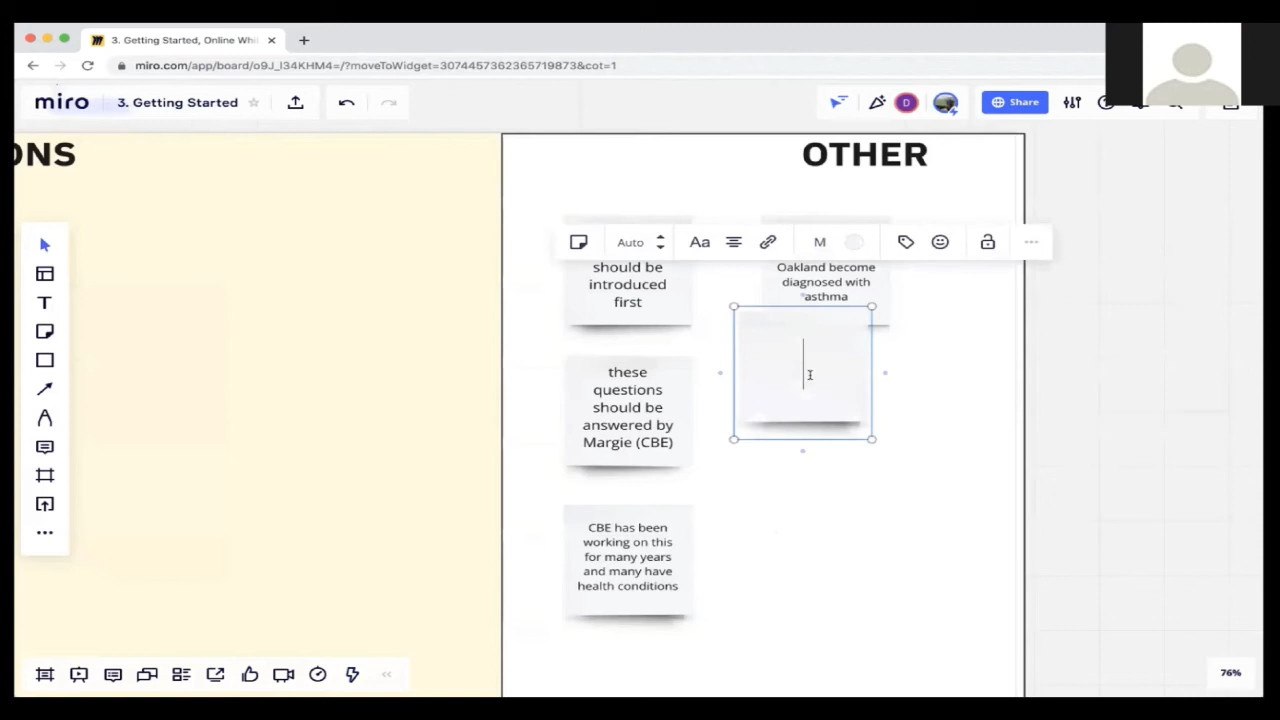 3. Getting Started, Online Whi
miro.com/app/board/o9J_l34KHM4=/?moveToWidget=3074457362365719873&cot=1
miro
3. Getting Started
D
Share
ONS
OTHER
Auto
Aa
M
should be
introduced
first
Oakland become
diagnosed with
asthma
these
questions
should be
answered by
Margie (CBE)
CBE has been
working on this
for many years
and many have
health conditions
76%